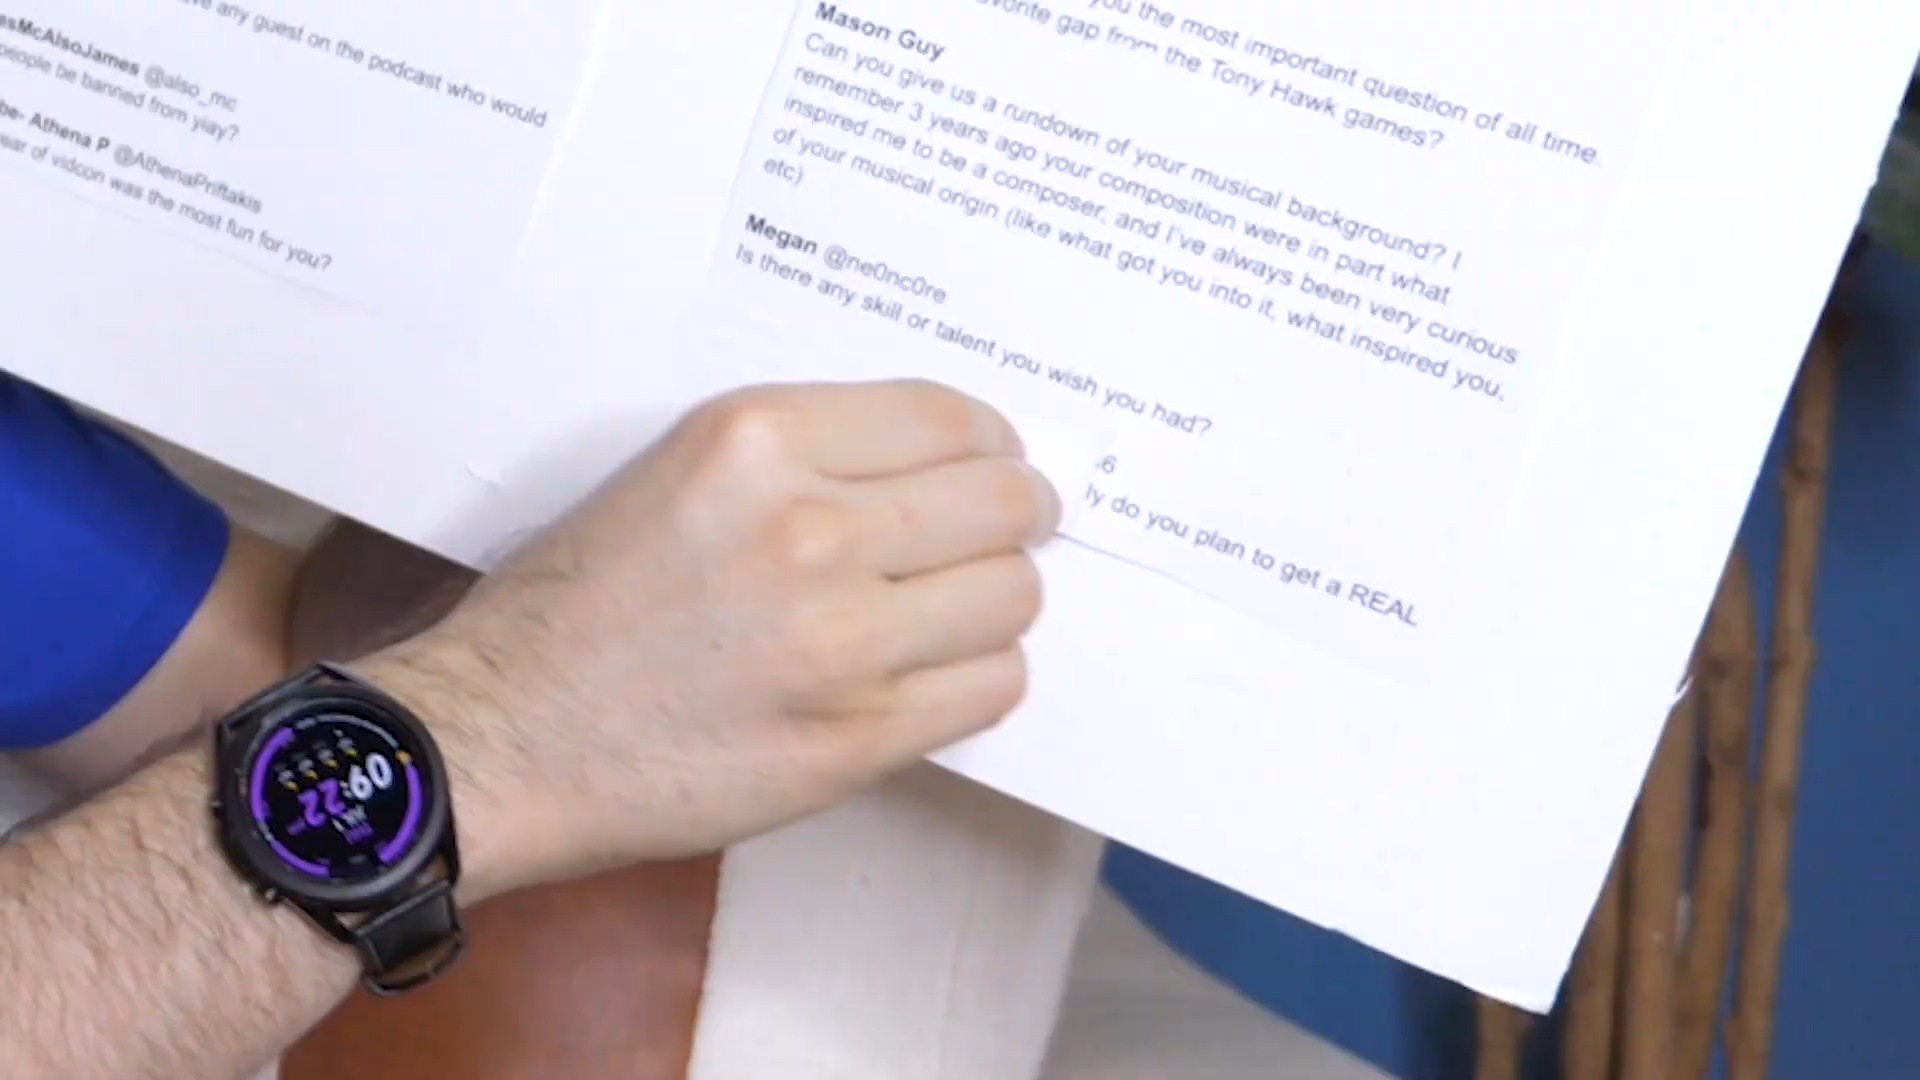 any guest on the podcast who would
esMcAlsoJames @also_mc
people be banned from yiay?
be- Athena P @AthenaPriftakis
year of vidcon was the most fun for you?
you the most important question of all time.
favorite gap from the Tony Hawk games?
Mason Guy
Can you give us a rundown of your musical background? I
remember 3 years ago your composition were in part what
inspired me to be a composer, and I've always been very curious
of your musical origin (like what got you into it, what inspired you,
etc)
Megan @ne0nc0re
Is there any skill or talent you wish you had?
.6
ly do you plan to get a REAL
09:22